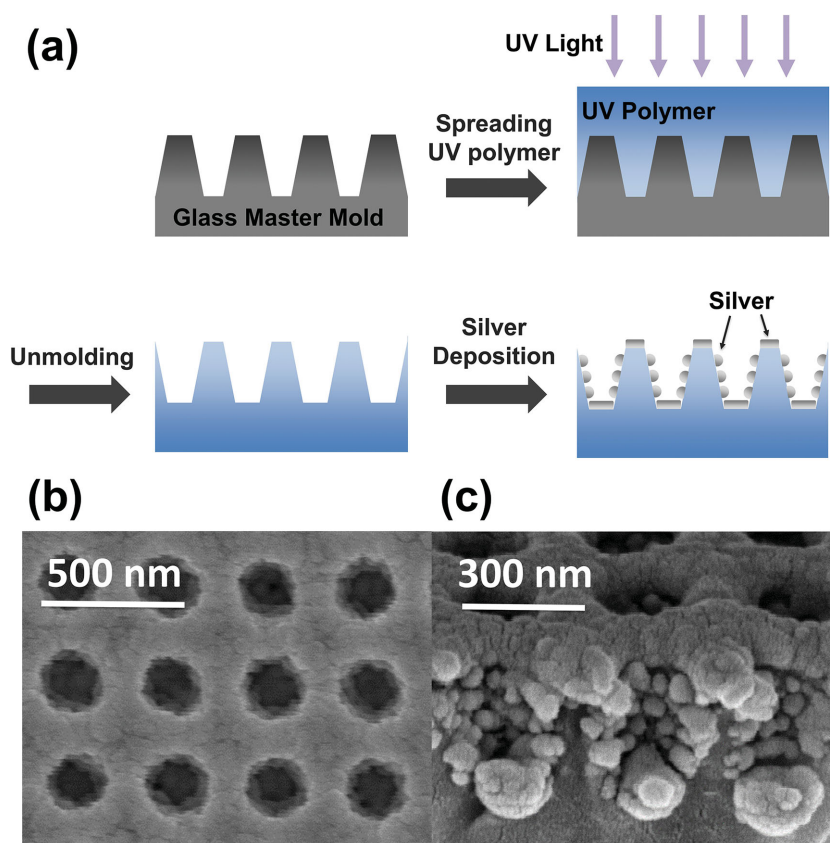 (a)
UV Light
Spreading
UV polymer
UV Polymer
Glass Master Mold
Unmolding
Silver
Deposition
Silver
(b)
(c)
500 nm
300 nm